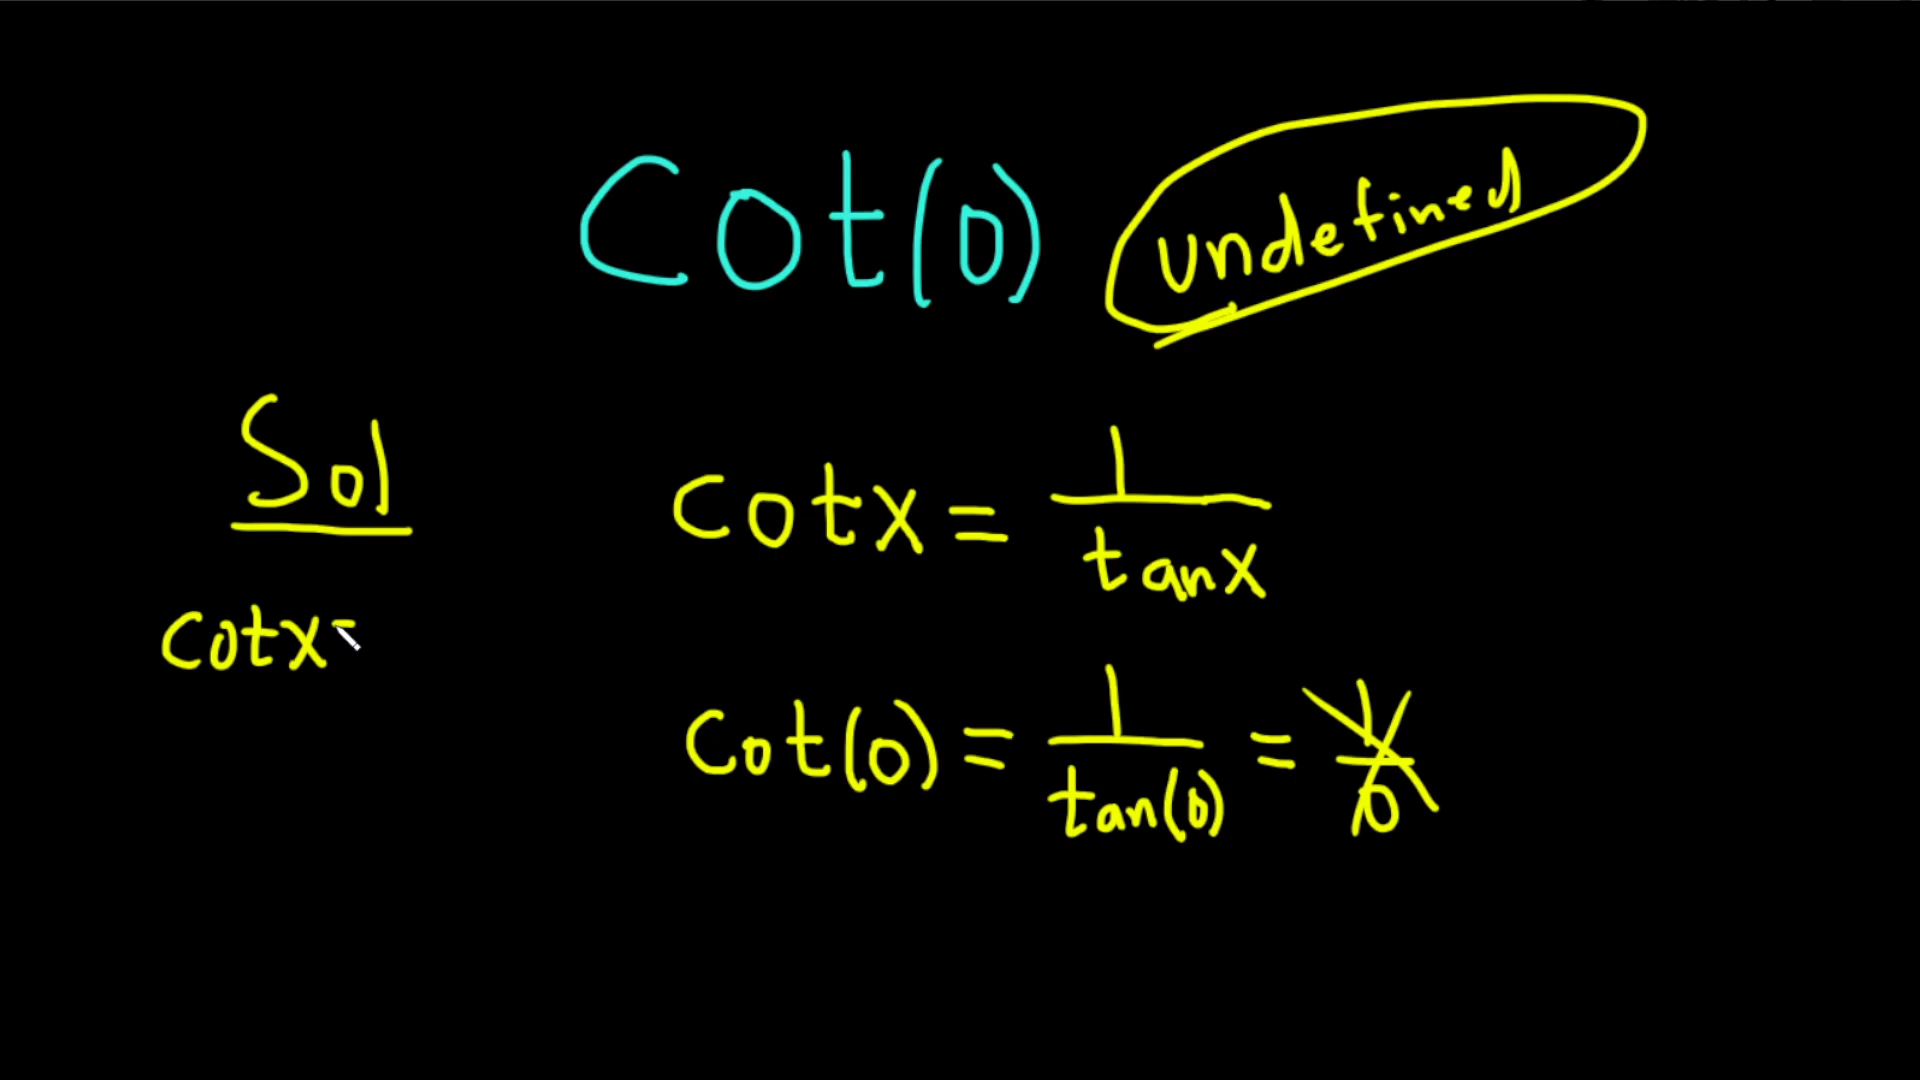 Cot(0) undefined
Sol
cotx = 1/tanx
cotx=
Cot(0) = 1/tan(0) = 1/0